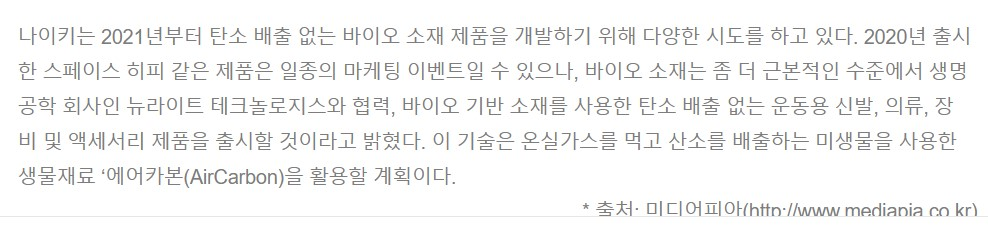 나이키는 2021년부터 탄소 배출 없는 바이오 소재 제품을 개발하기 위해 다양한 시도를 하고 있다. 2020년 출시
한 스페이스 히피 같은 제품은 일종의 마케팅 이벤트일 수 있으나, 바이오 소재는 좀 더 근본적인 수준에서 생명
공학 회사인 뉴라이트 테크놀로지스와 협력, 바이오 기반 소재를 사용한 탄소 배출 없는 운동용 신발, 의류, 장
비 및 액세서리 제품을 출시할 것이라고 밝혔다. 이 기술은 온실가스를 먹고 산소를 배출하는 미생물을 사용한
생물재료 ‘에어카본(AirCarbon)을 활용할 계획이다.
* 출처: 미디어피아(http://www.mediapia.co.kr)